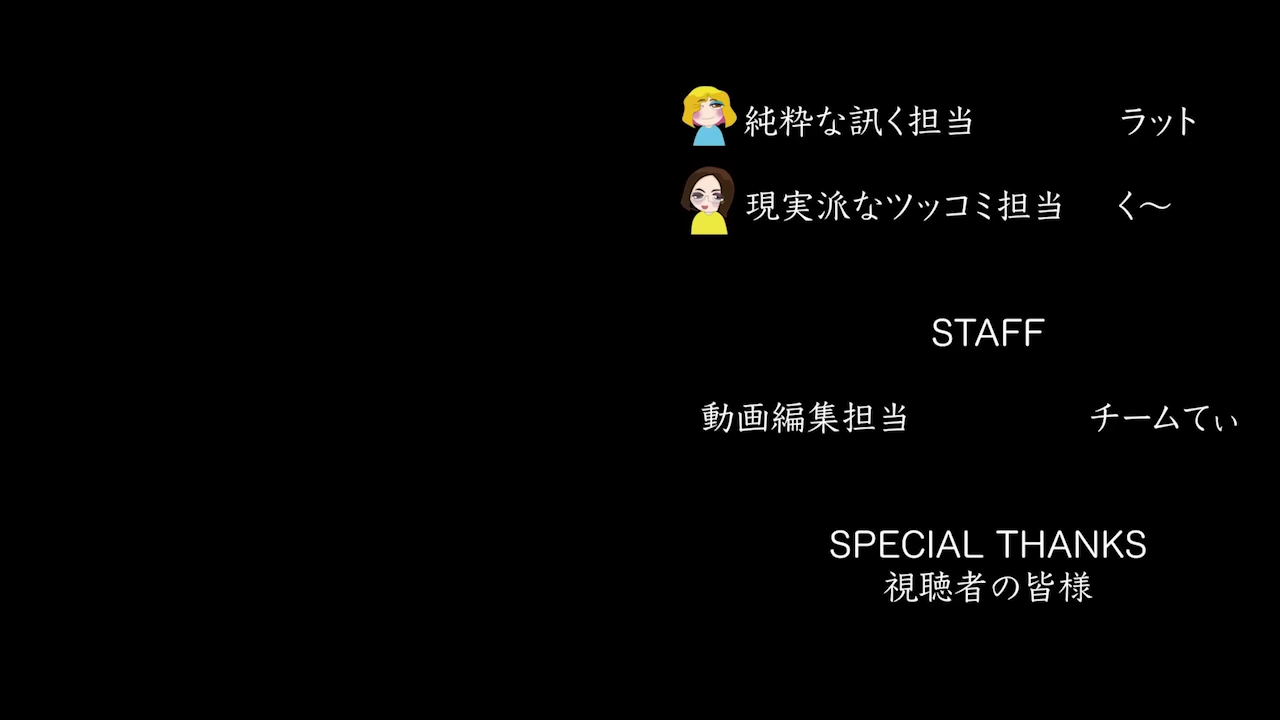 純粋な訊く担当 ラット
現実派なツッコミ担当 く～
STAFF
動画編集担当 チームてぃ
SPECIAL THANKS
視聴者の皆様